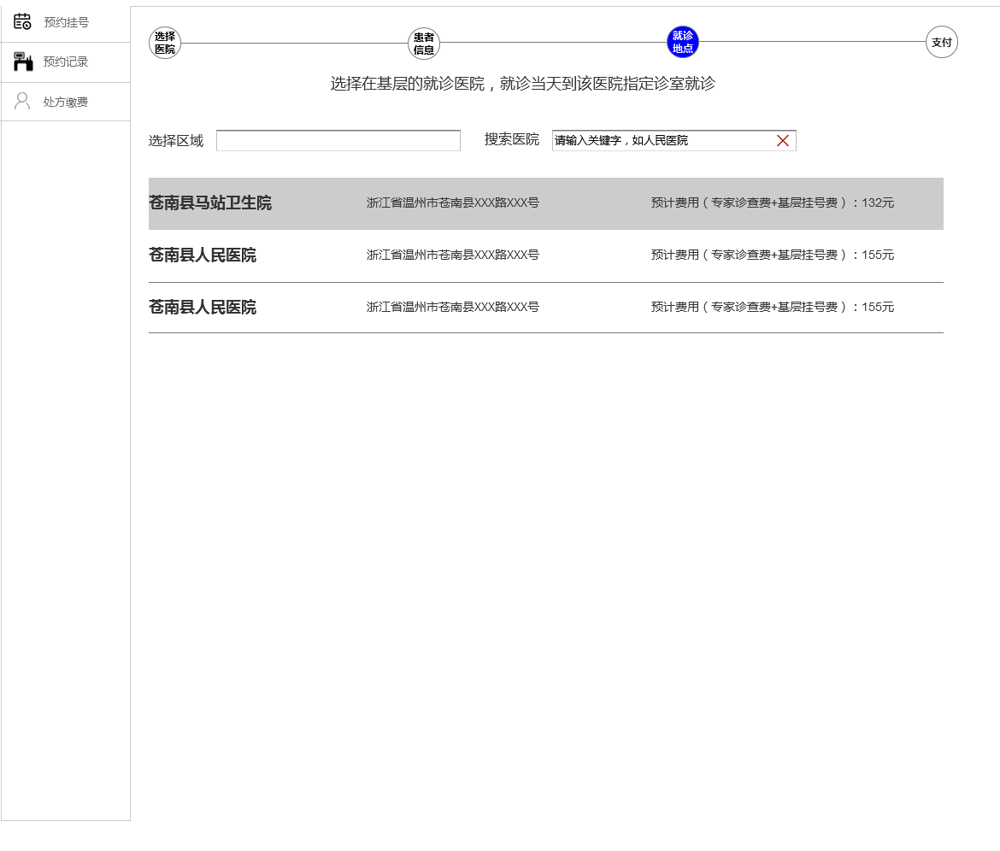 预约挂号
预约记录
处方缴费
选择
医院
患者
信息
就诊
地点
支付
选择在基层的就诊医院，就诊当天到该医院指定诊室就诊
选择区域
搜索医院 请输入关键字，如人民医院
苍南县马站卫生院 浙江省温州市苍南县XXX路XXX号 预计费用（专家诊查费+基层挂号费）：132元
苍南县人民医院 浙江省温州市苍南县XXX路XXX号 预计费用（专家诊查费+基层挂号费）：155元
苍南县人民医院 浙江省温州市苍南县XXX路XXX号 预计费用（专家诊查费+基层挂号费）：155元